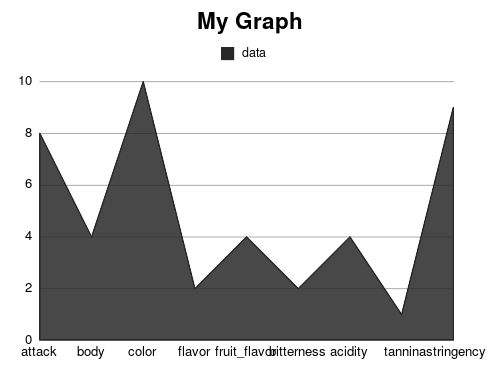 My Graph
data
10
8
6
4
2
0
attack body color flavor fruit_flavor bitterness acidity tannin astringency